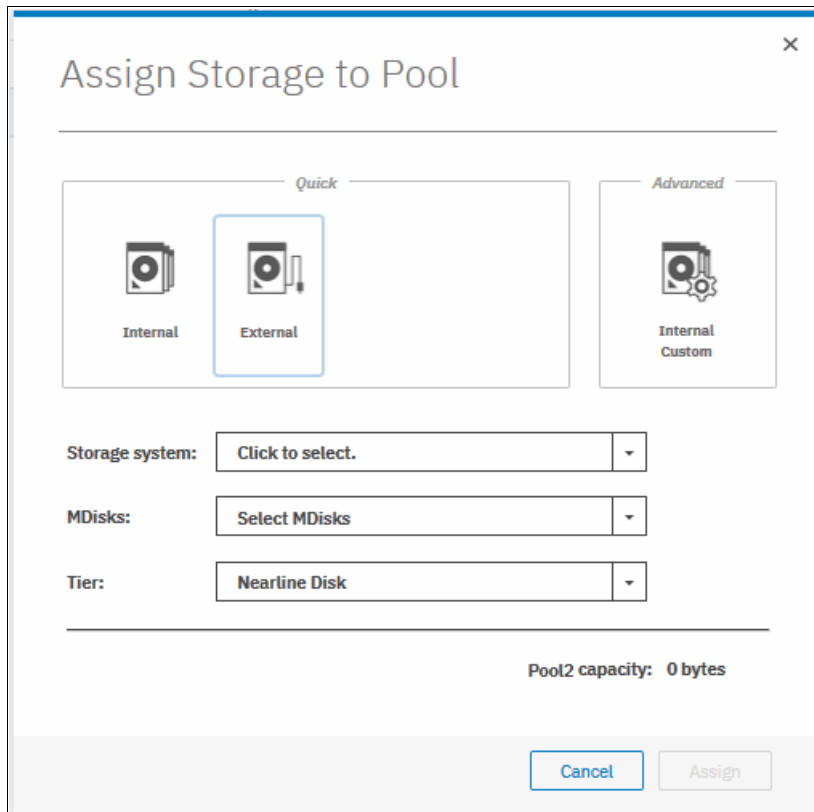 Assign Storage to Pool
Quick
Advanced
Internal
External
Internal
Custom
Storage system:
Click to select.
MDisks:
Select MDisks
Tier:
Nearline Disk
Pool2 capacity: 0 bytes
Cancel
Assign